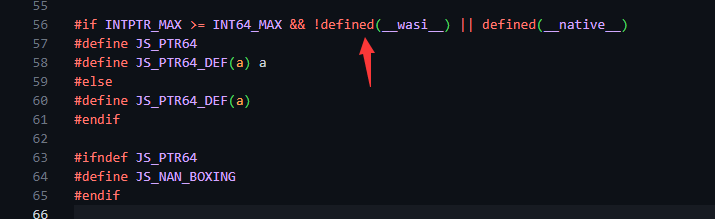 55
56 #if INTPTR_MAX >= INT64_MAX && !defined(__wasi__) || defined(__native__)
57 #define JS_PTR64
58 #define JS_PTR64_DEF(a) a
59 #else
60 #define JS_PTR64_DEF(a)
61 #endif
62
63 #ifndef JS_PTR64
64 #define JS_NAN_BOXING
65 #endif
66